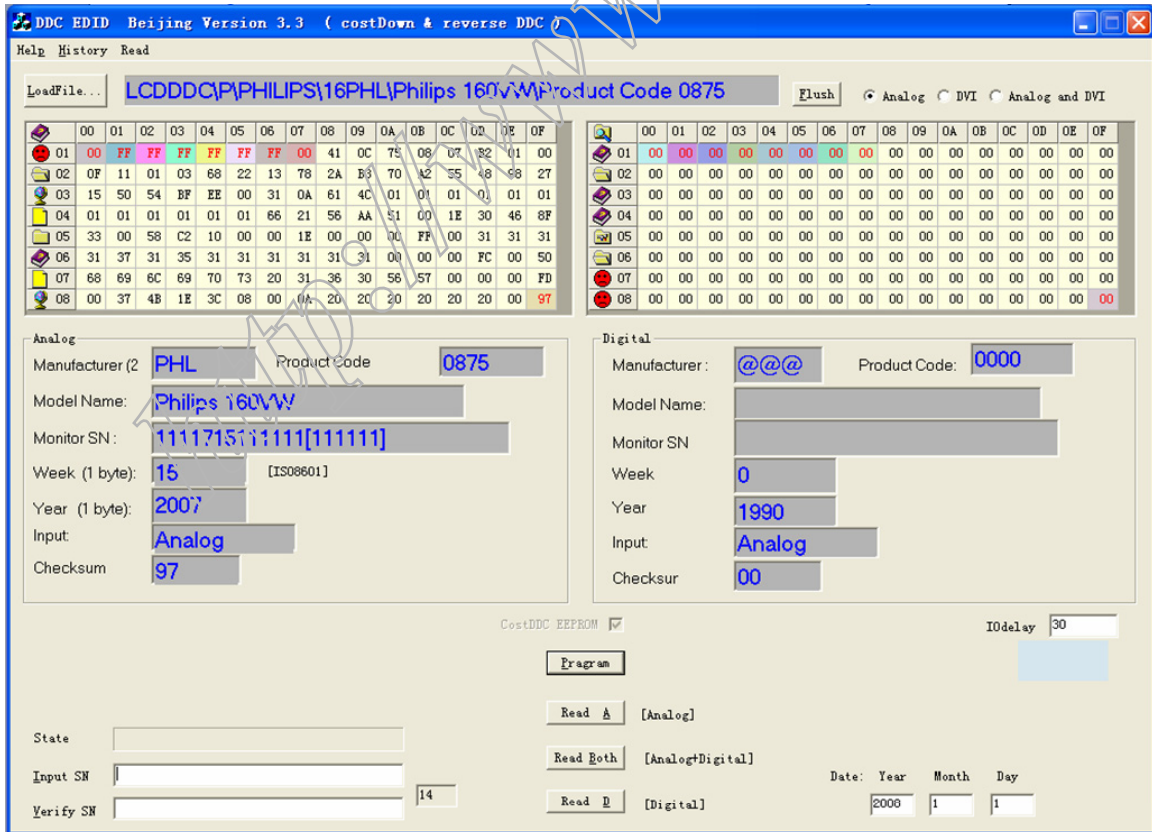 DDC EDID Beijing Version 3.3 ( costDown & reverse DDC )
Help History Read
LoadFile... LCDDDC\P\PHILIPS\16PHL\Philips 160VW\Product Code 0875 Flush Analog DVI Analog and DVI
00 01 02 03 04 05 06 07 08 09 0A 0B 0C 0D 0E 0F
01 00 FF FF FF FF FF FF 00 41 0C 75 08 07 B2 01 00
02 0F 11 01 03 68 22 13 78 2A 70 A2 55 48 98 27
03 15 50 54 BF EE 00 31 0A 61 4C 01 01 01 01 01 01
04 01 01 01 01 01 01 66 21 56 AA 51 00 1E 30 46 8F
05 33 00 58 C2 10 00 00 1E 00 00 00 FF 00 31 31 31
06 31 37 31 35 31 31 31 31 31 31 00 00 00 FC 00 50
07 68 69 6C 69 70 73 20 31 36 30 56 57 00 00 00 FD
08 00 37 4B 1E 3C 08 00 0A 20 20 20 20 20 20 00 97
00 01 02 03 04 05 06 07 08 09 0A 0B 0C 0D 0E 0F
01 00 00 00 00 00 00 00 00 00 00 00 00 00 00 00 00
02 00 00 00 00 00 00 00 00 00 00 00 00 00 00 00 00
03 00 00 00 00 00 00 00 00 00 00 00 00 00 00 00 00
04 00 00 00 00 00 00 00 00 00 00 00 00 00 00 00 00
05 00 00 00 00 00 00 00 00 00 00 00 00 00 00 00 00
06 00 00 00 00 00 00 00 00 00 00 00 00 00 00 00 00
07 00 00 00 00 00 00 00 00 00 00 00 00 00 00 00 00
08 00 00 00 00 00 00 00 00 00 00 00 00 00 00 00 00
Analog
Manufacturer (2 PHL Product Code 0875
Model Name: Philips 160VW
Monitor SN : 1111715111111[111111]
Week (1 byte): 15 [ISO8601]
Year (1 byte): 2007
Input: Analog
Checksum 97
Digital
Manufacturer : @@@ Product Code: 0000
Model Name:
Monitor SN
Week 0
Year 1990
Input: Analog
Checksur 00
CostDDC EEPROM
IOdelay 30
Program
Read A [Analog]
Read Both [Analog+Digital]
Read D [Digital]
State
Input SN
Verify SN
14
Date: Year Month Day
2008 1 1
http://www